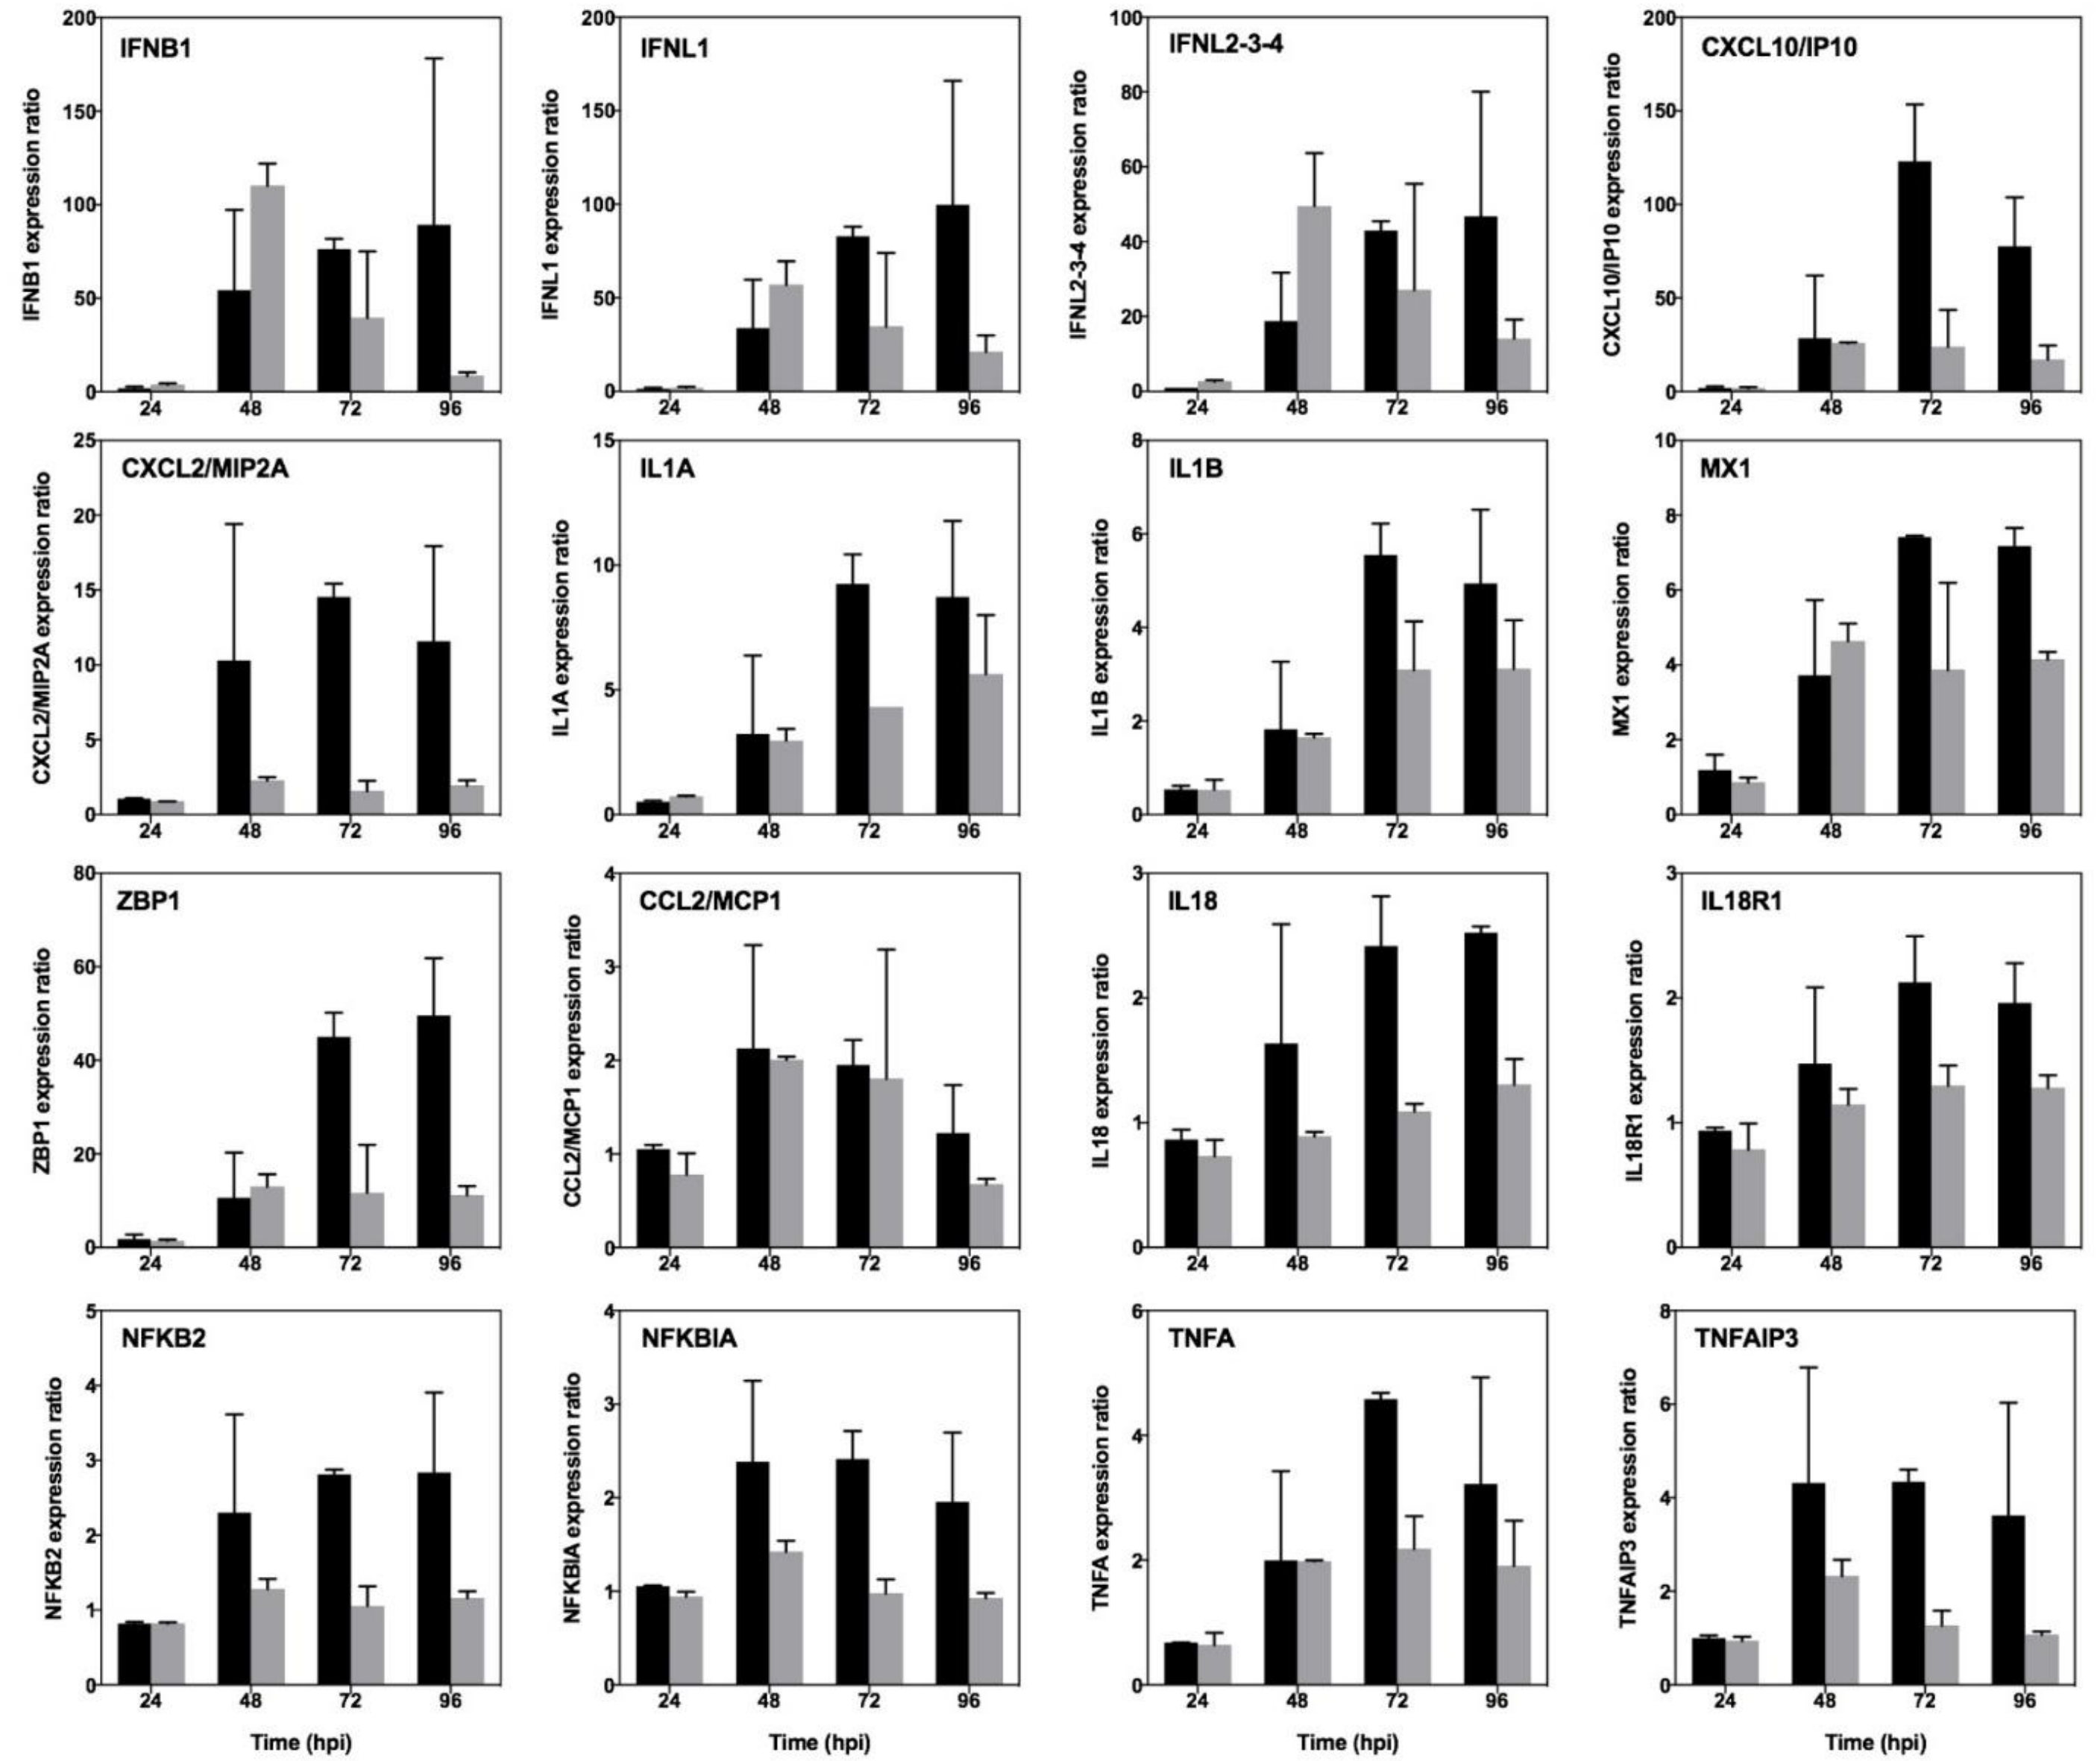 IFNB1
IFNB1 expression ratio
200
150
100
50
0
24 48 72 96
IFNL1
IFNL1 expression ratio
200
150
100
50
0
24 48 72 96
IFNL2-3-4
IFNL2-3-4 expression ratio
100
80
60
40
20
0
24 48 72 96
CXCL10/IP10
CXCL10/IP10 expression ratio
200
150
100
50
0
24 48 72 96
CXCL2/MIP2A
CXCL2/MIP2A expression ratio
25
20
15
10
5
0
24 48 72 96
IL1A
IL1A expression ratio
15
10
5
0
24 48 72 96
IL1B
IL1B expression ratio
8
6
4
2
0
24 48 72 96
MX1
MX1 expression ratio
10
8
6
4
2
0
24 48 72 96
ZBP1
ZBP1 expression ratio
80
60
40
20
0
24 48 72 96
CCL2/MCP1
CCL2/MCP1 expression ratio
4
3
2
1
0
24 48 72 96
IL18
IL18 expression ratio
3
2
1
0
24 48 72 96
IL18R1
IL18R1 expression ratio
3
2
1
0
24 48 72 96
NFKB2
NFKB2 expression ratio
5
4
3
2
1
0
24 48 72 96
Time (hpi)
NFKBIA
NFKBIA expression ratio
4
3
2
1
0
24 48 72 96
Time (hpi)
TNFA
TNFA expression ratio
6
4
2
0
24 48 72 96
Time (hpi)
TNFAIP3
TNFAIP3 expression ratio
8
6
4
2
0
24 48 72 96
Time (hpi)